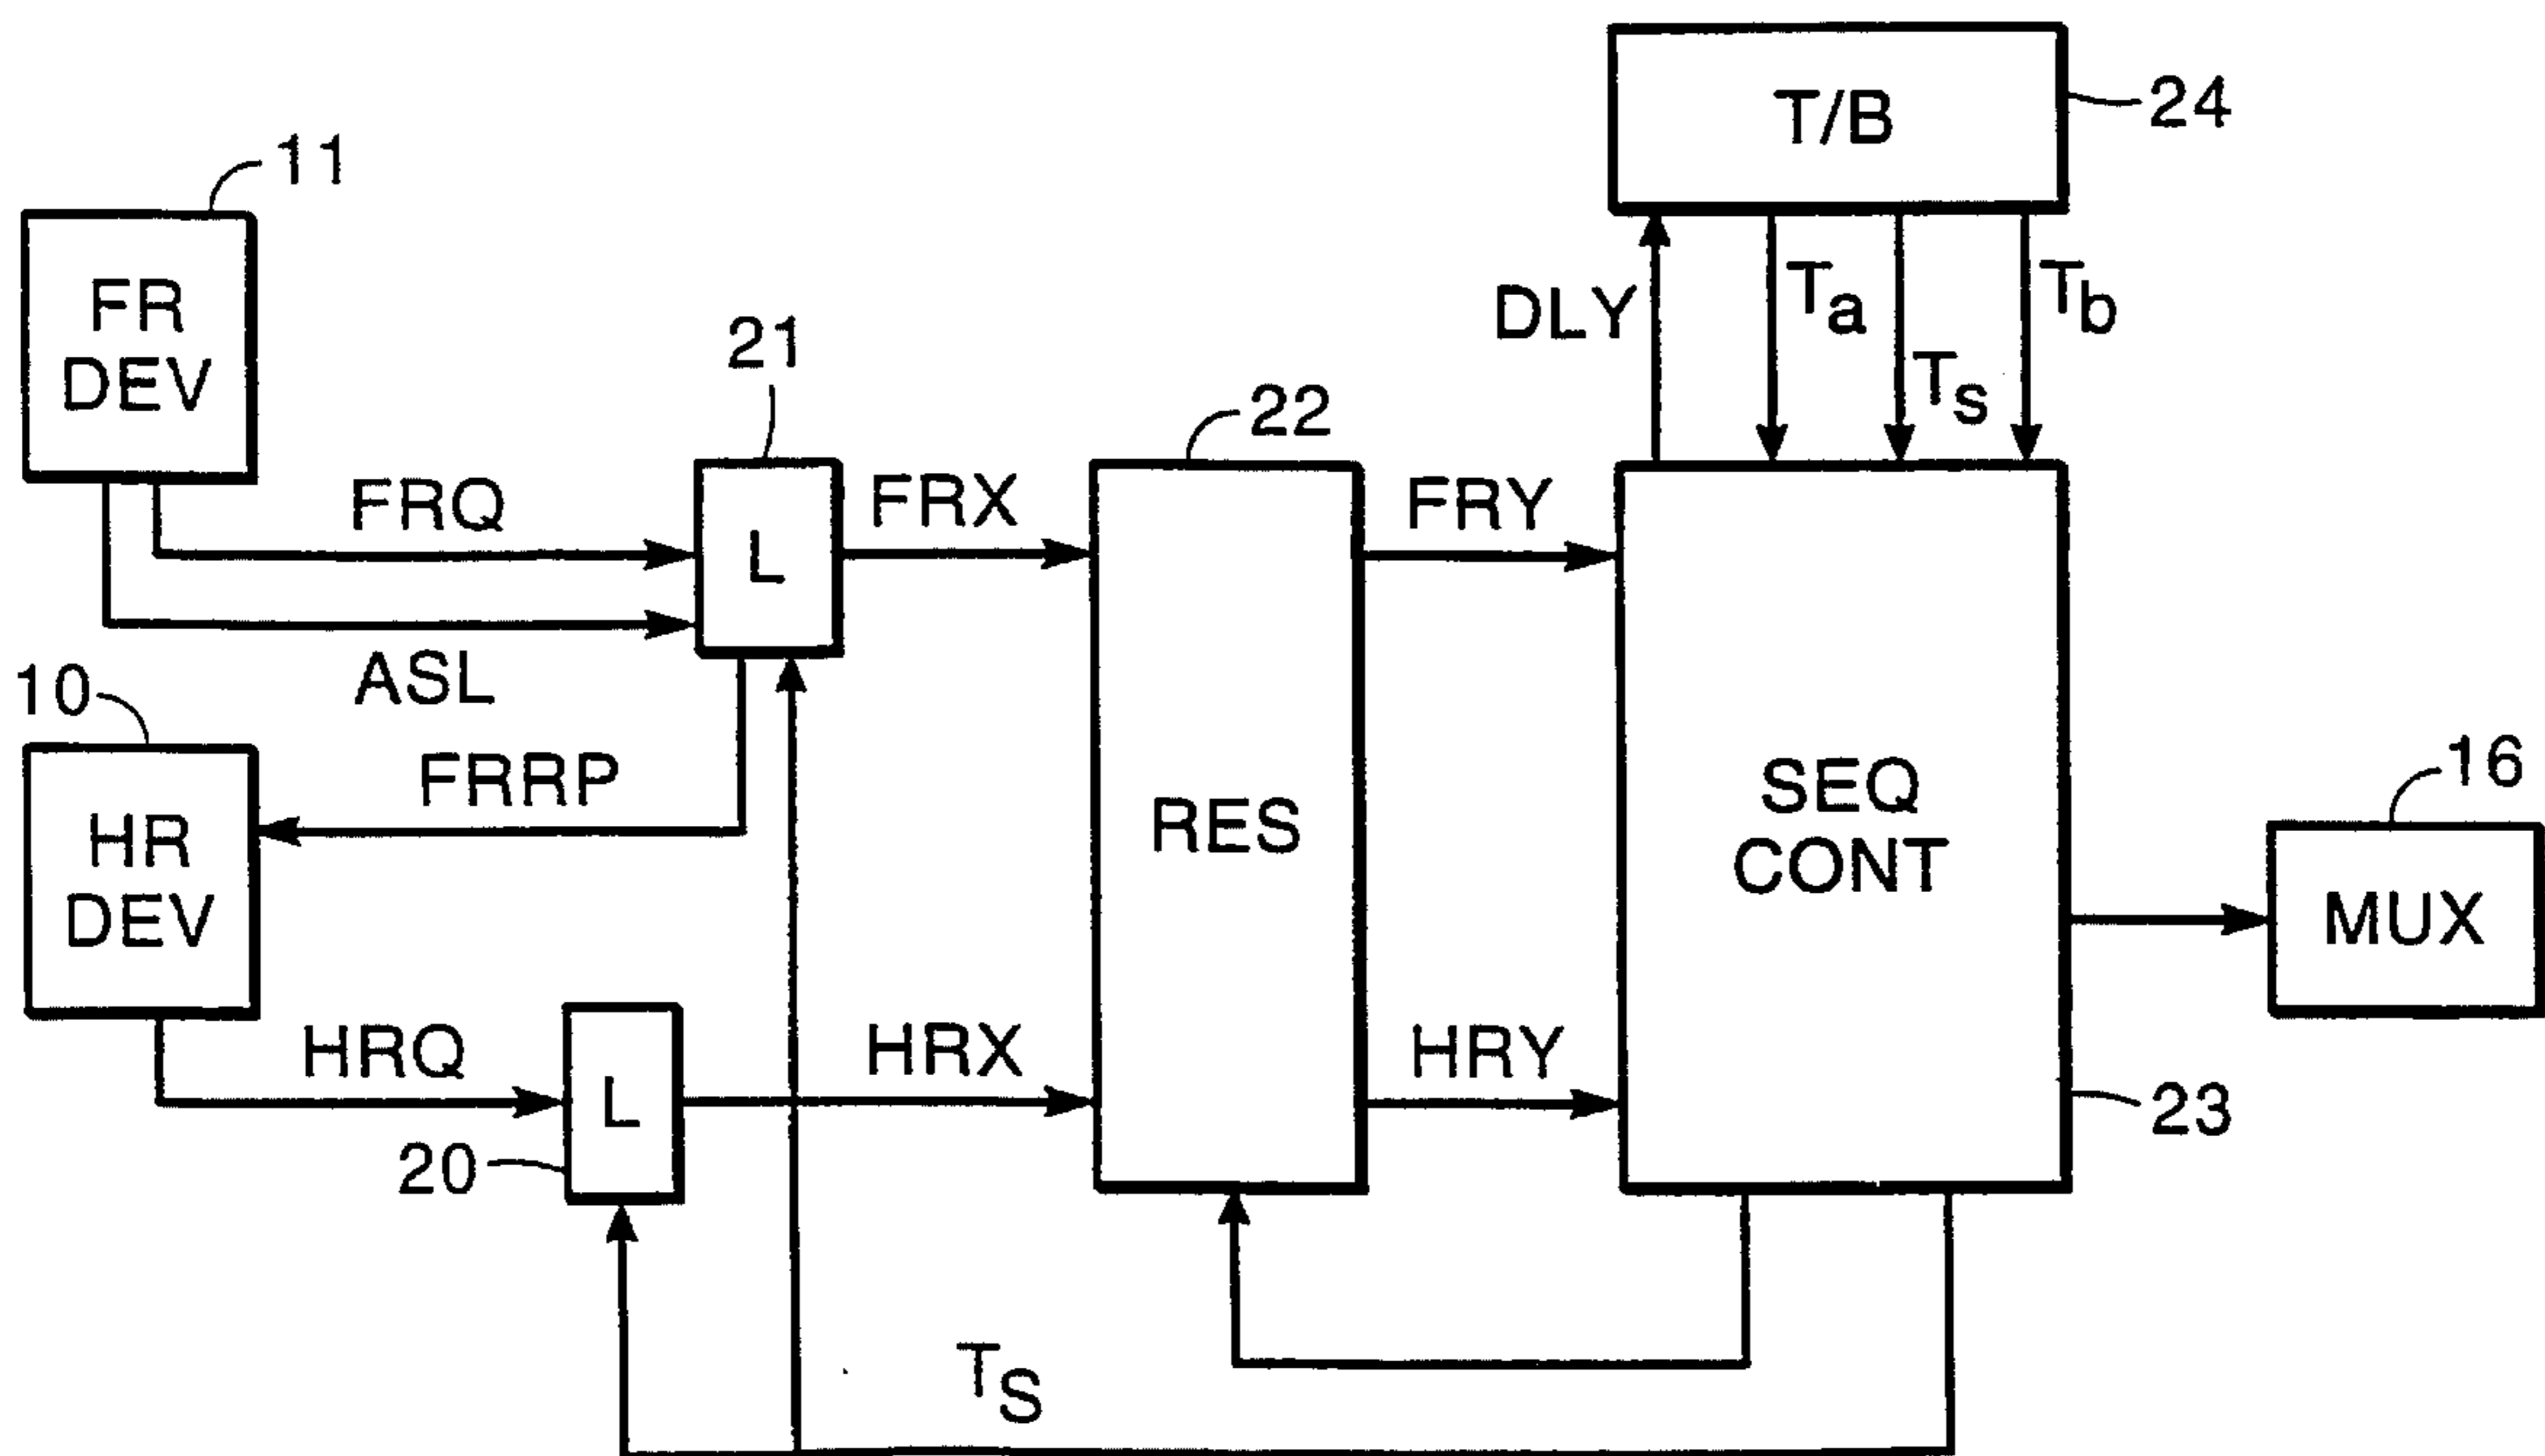 T/B
24
11
FR
DEV
DLY
Ta
Ts
Tb
21
22
FRQ
L
FRX
FRY
ASL
10
FRRP
HR
DEV
RES
SEQ
CONT
16
MUX
HRQ
L
HRX
HRY
20
23
TS